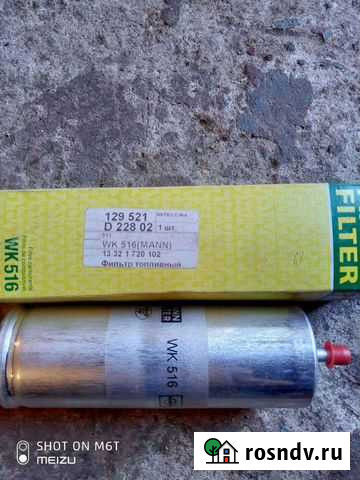 129 521
D 228 02
1 шт.
WK 516(MANN)
13 32 1 720 102
Фильтр топливный
WK 516
FILTER
WK 516
SHOT ON M6T
MEIZU
rosndv.ru